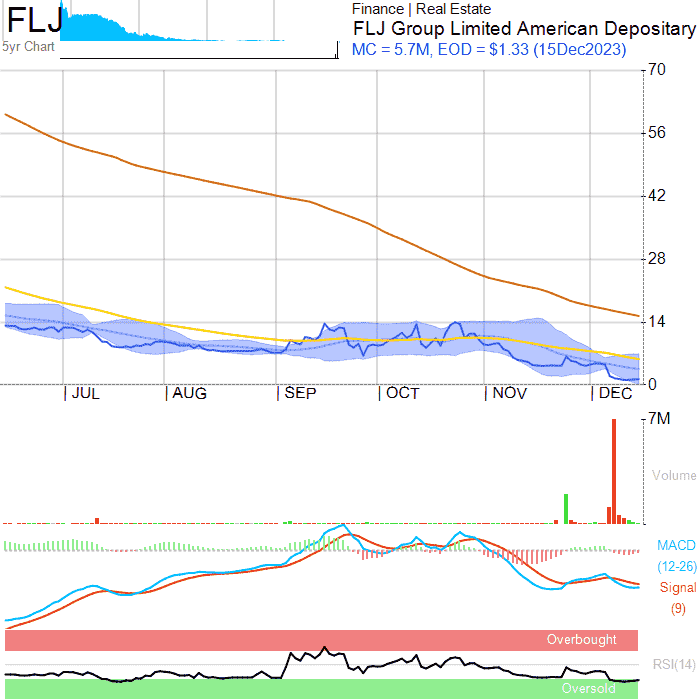 FLJ
5yr Chart
Finance | Real Estate
FLJ Group Limited American Depositary
MC = 5.7M, EOD = $1.33 (15Dec2023)
70
56
42
28
14
0
| JUL | AUG | SEP | OCT | NOV | DEC
7M
Volume
MACD
(12-26)
Signal
(9)
Overbought
RSI(14)
Oversold